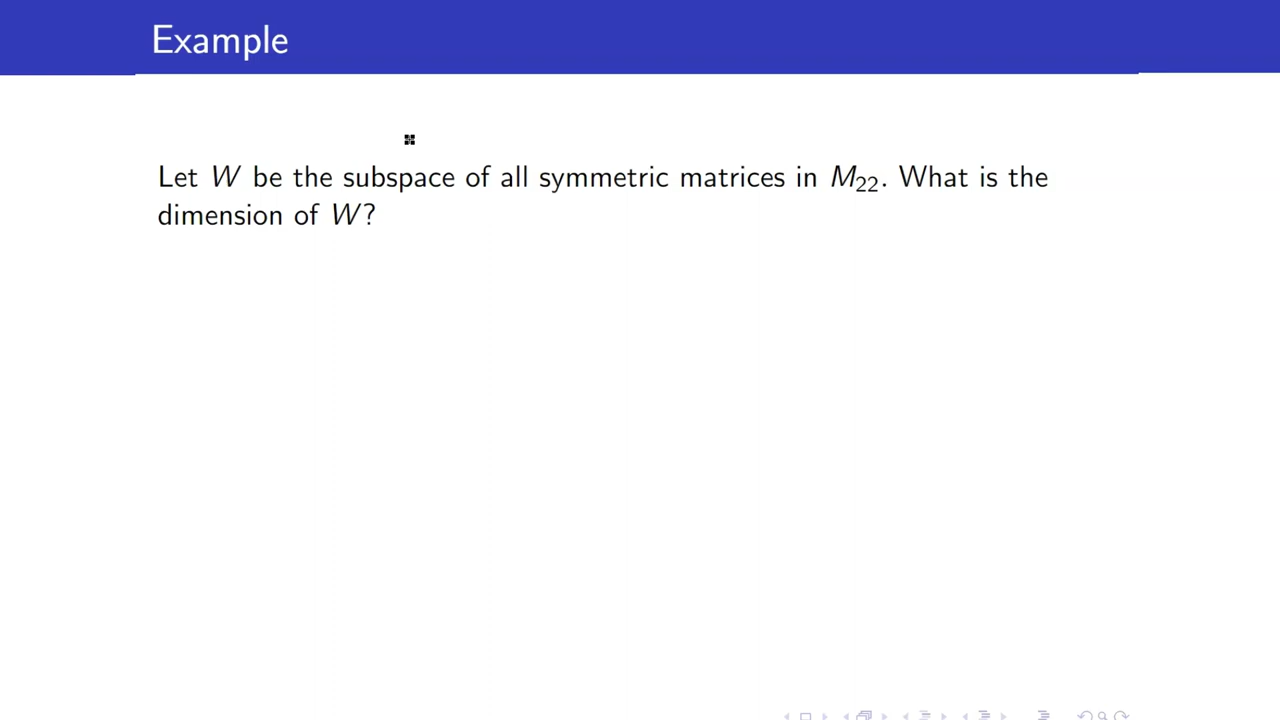 Example
Let W be the subspace of all symmetric matrices in M₂₂. What is the
dimension of W?